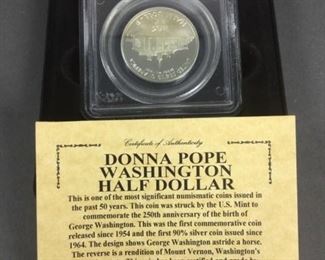 Certificate of Authenticity
DONNA POPE
WASHINGTON
HALF DOLLAR
This is one of the most significant numismatic coins issued in
the past 50 years. This coin was struck by the U.S. Mint to
commemorate the 250th anniversary of the birth of
George Washington. This was the first commemorative coin
released since 1954 and the first 90% silver coin issued since
1964. The design shows George Washington astride a horse.
The reverse is a rendition of Mount Vernon, Washington's